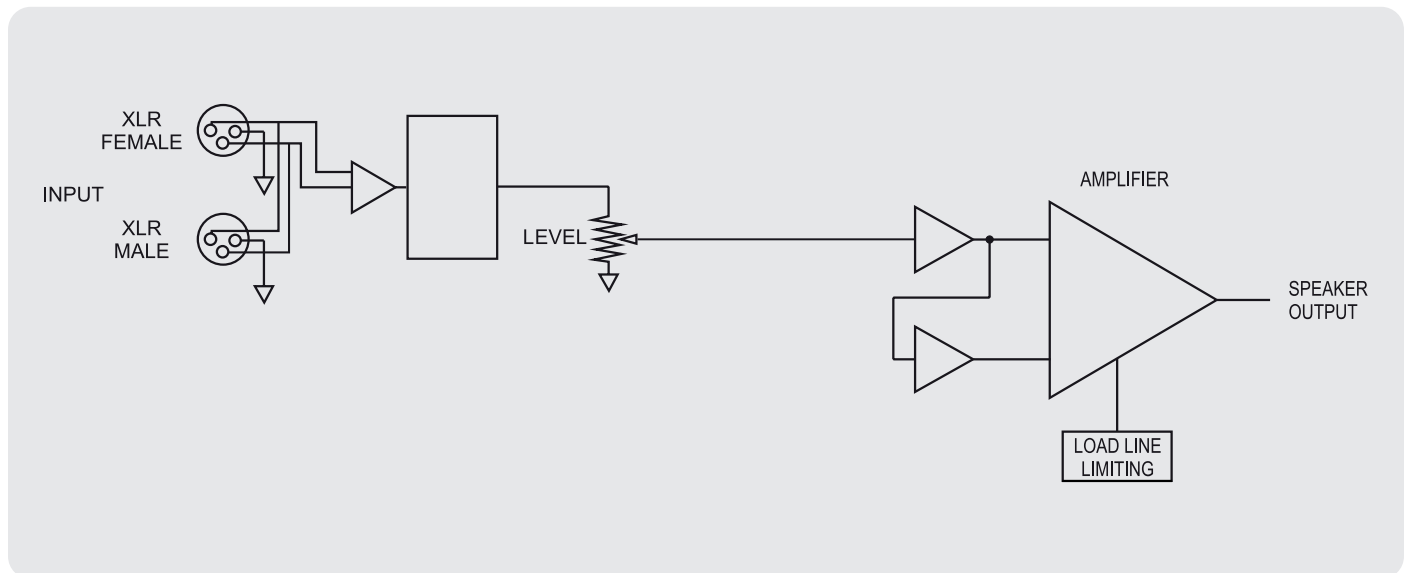 XLR
FEMALE
INPUT
XLR
MALE
LEVEL
AMPLIFIER
SPEAKER
OUTPUT
LOAD LINE
LIMITING